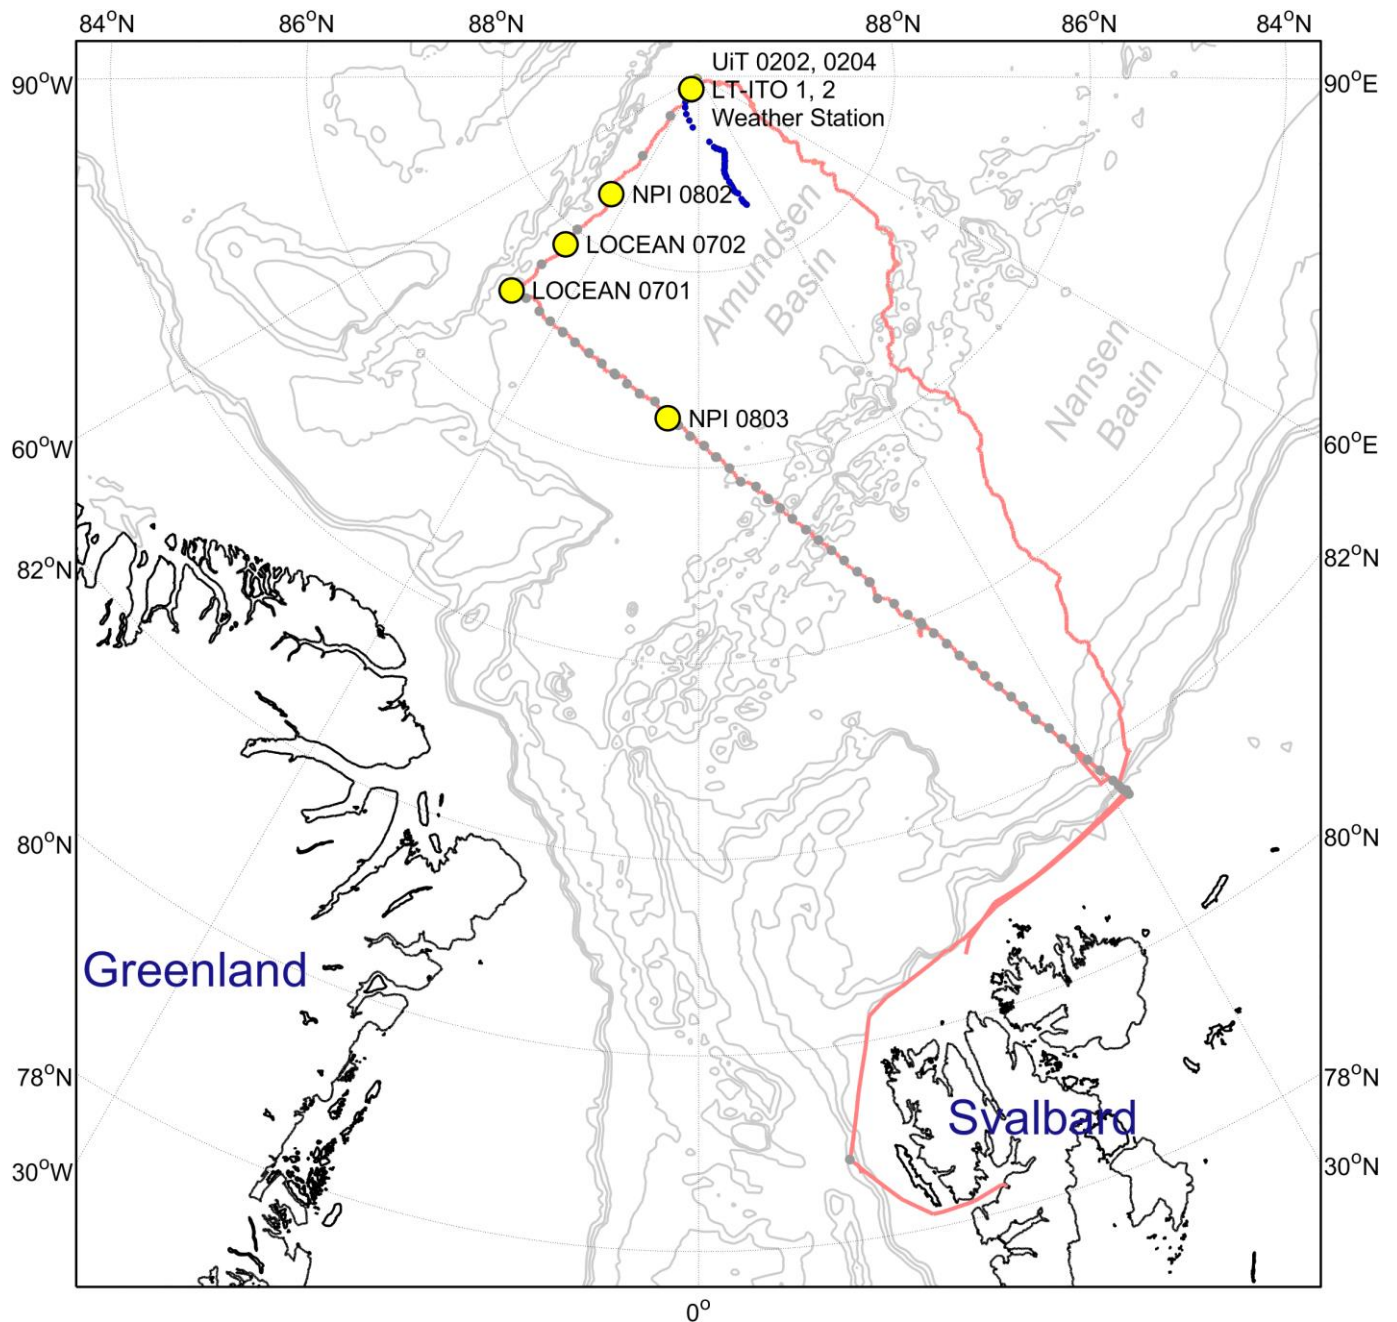 84°N 86°N 88°N 88°N 86°N 84°N
90°W
90°E
UiT 0202, 0204
LT-ITO 1, 2
Weather Station
NPI 0802
LOCEAN 0702
LOCEAN 0701
Amundsen
Basin
Nansen
Basin
NPI 0803
60°W
60°E
82°N
82°N
80°N
80°N
Greenland
Svalbard
78°N
78°N
30°W
30°N
0°